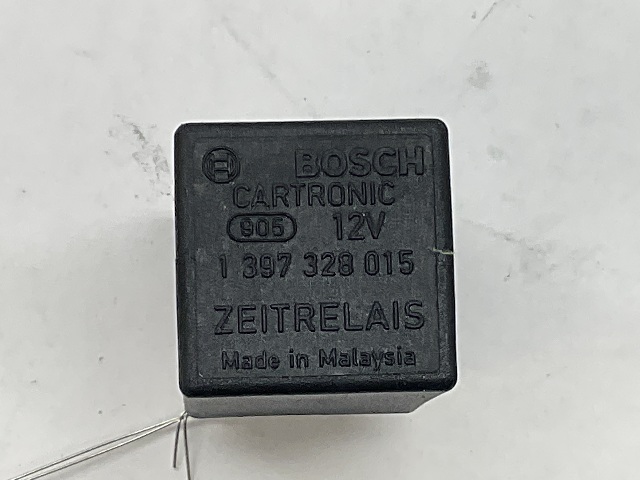 BOSCH
CARTRONIC
905 12V
1 397 328 015
ZEITRELAIS
Made in Malaysia